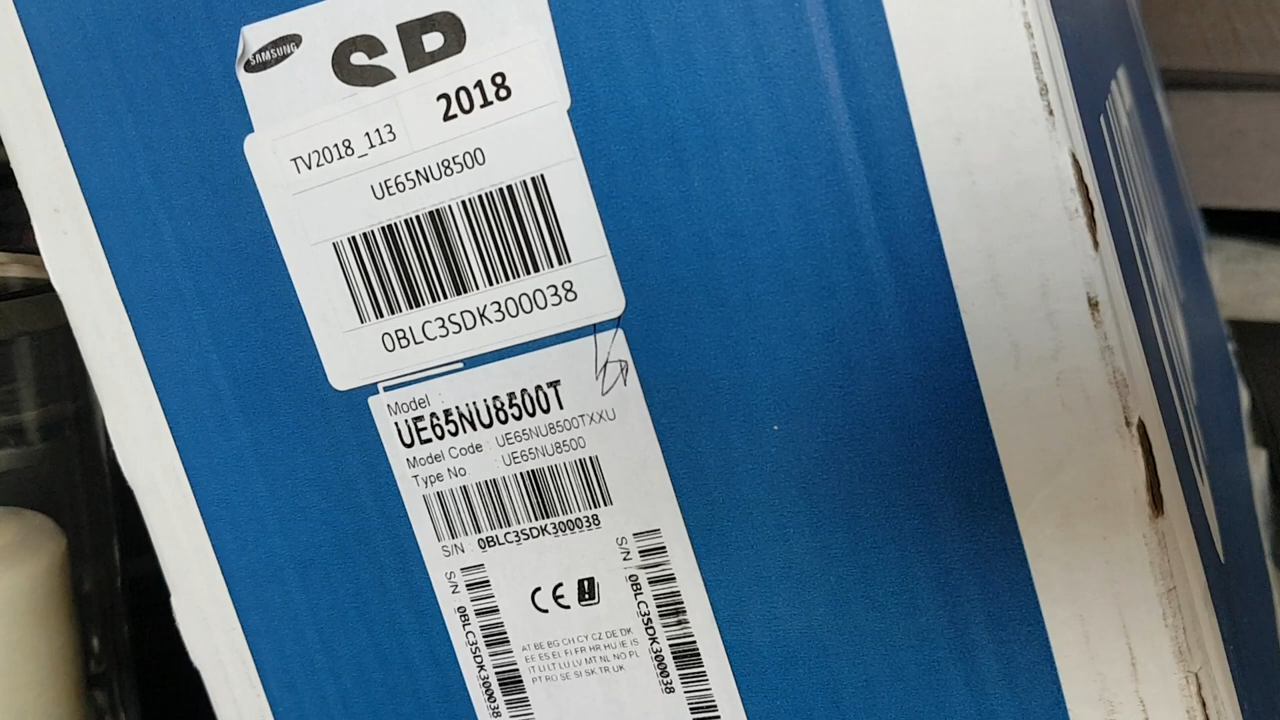 SAMSUNG
SP
2018
TV2018_113
UE65NU8500
0BLC3SDK300038
Model :
UE65NU8500T
Model Code : UE65NU8500TXXU
Type No. : UE65NU8500
S/N : 0BLC3SDK300038
S/N 0BLC3SDK300038
S/N 0BLC3SDK300038
CE
AT BE BG CH CY CZ DE DK
EE ES EL FI FR HR HU IE IS
IT LI LT LU LV MT NL NO PL
PT RO SE SI SK TR UK